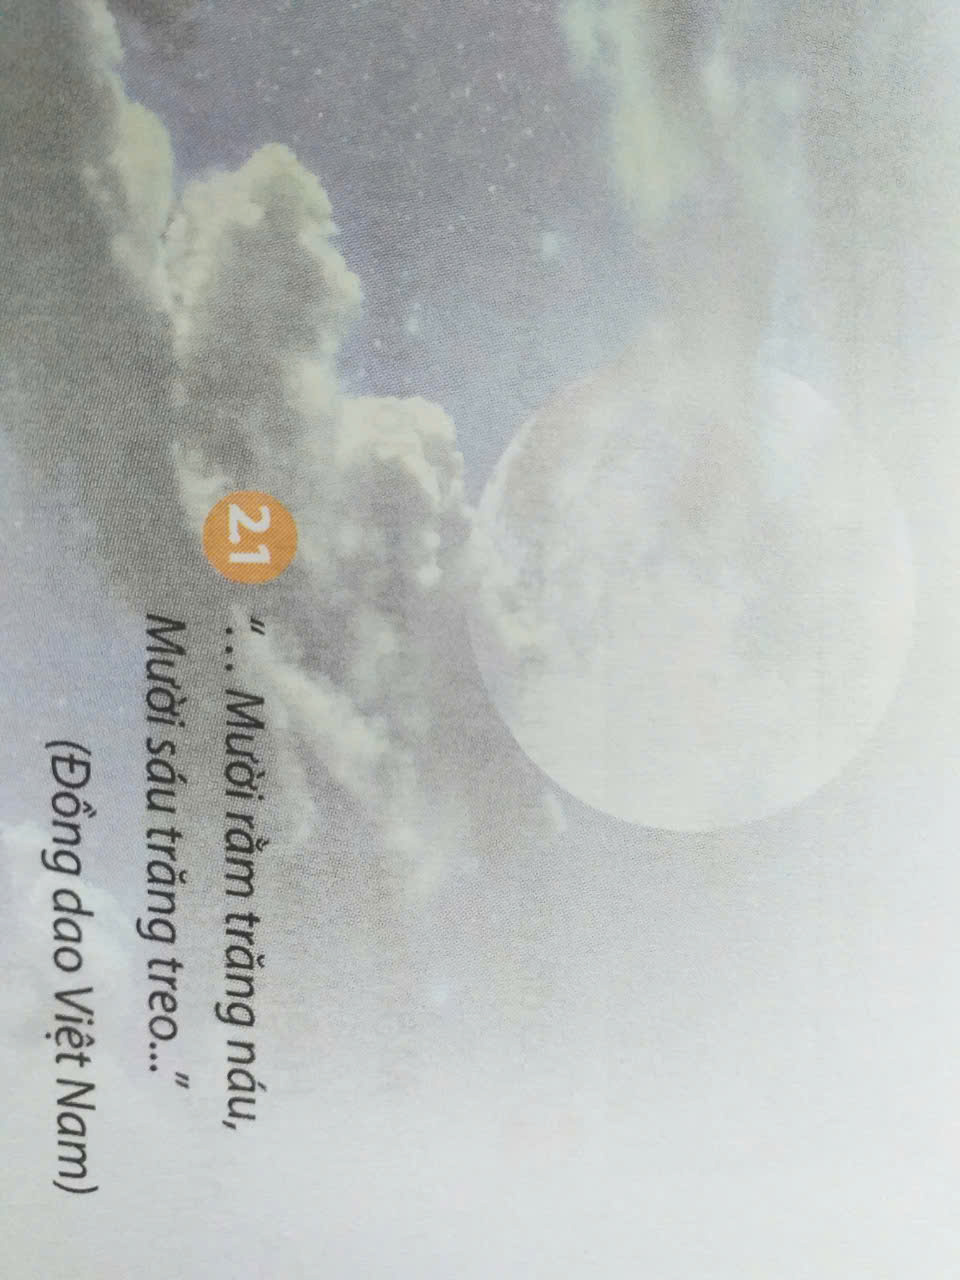 21 “… Mười rằm trăng náu,
Mười sáu trăng treo...”
(Đồng dao Việt Nam)